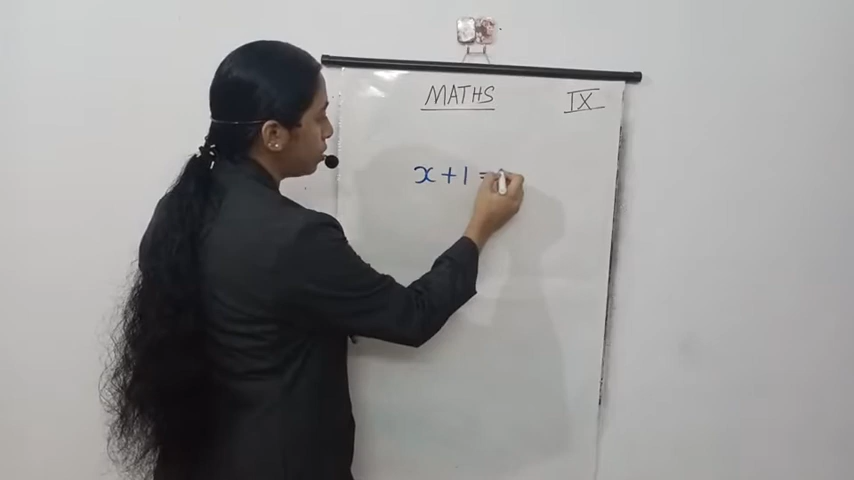 MATHS
IX
x + 1 =